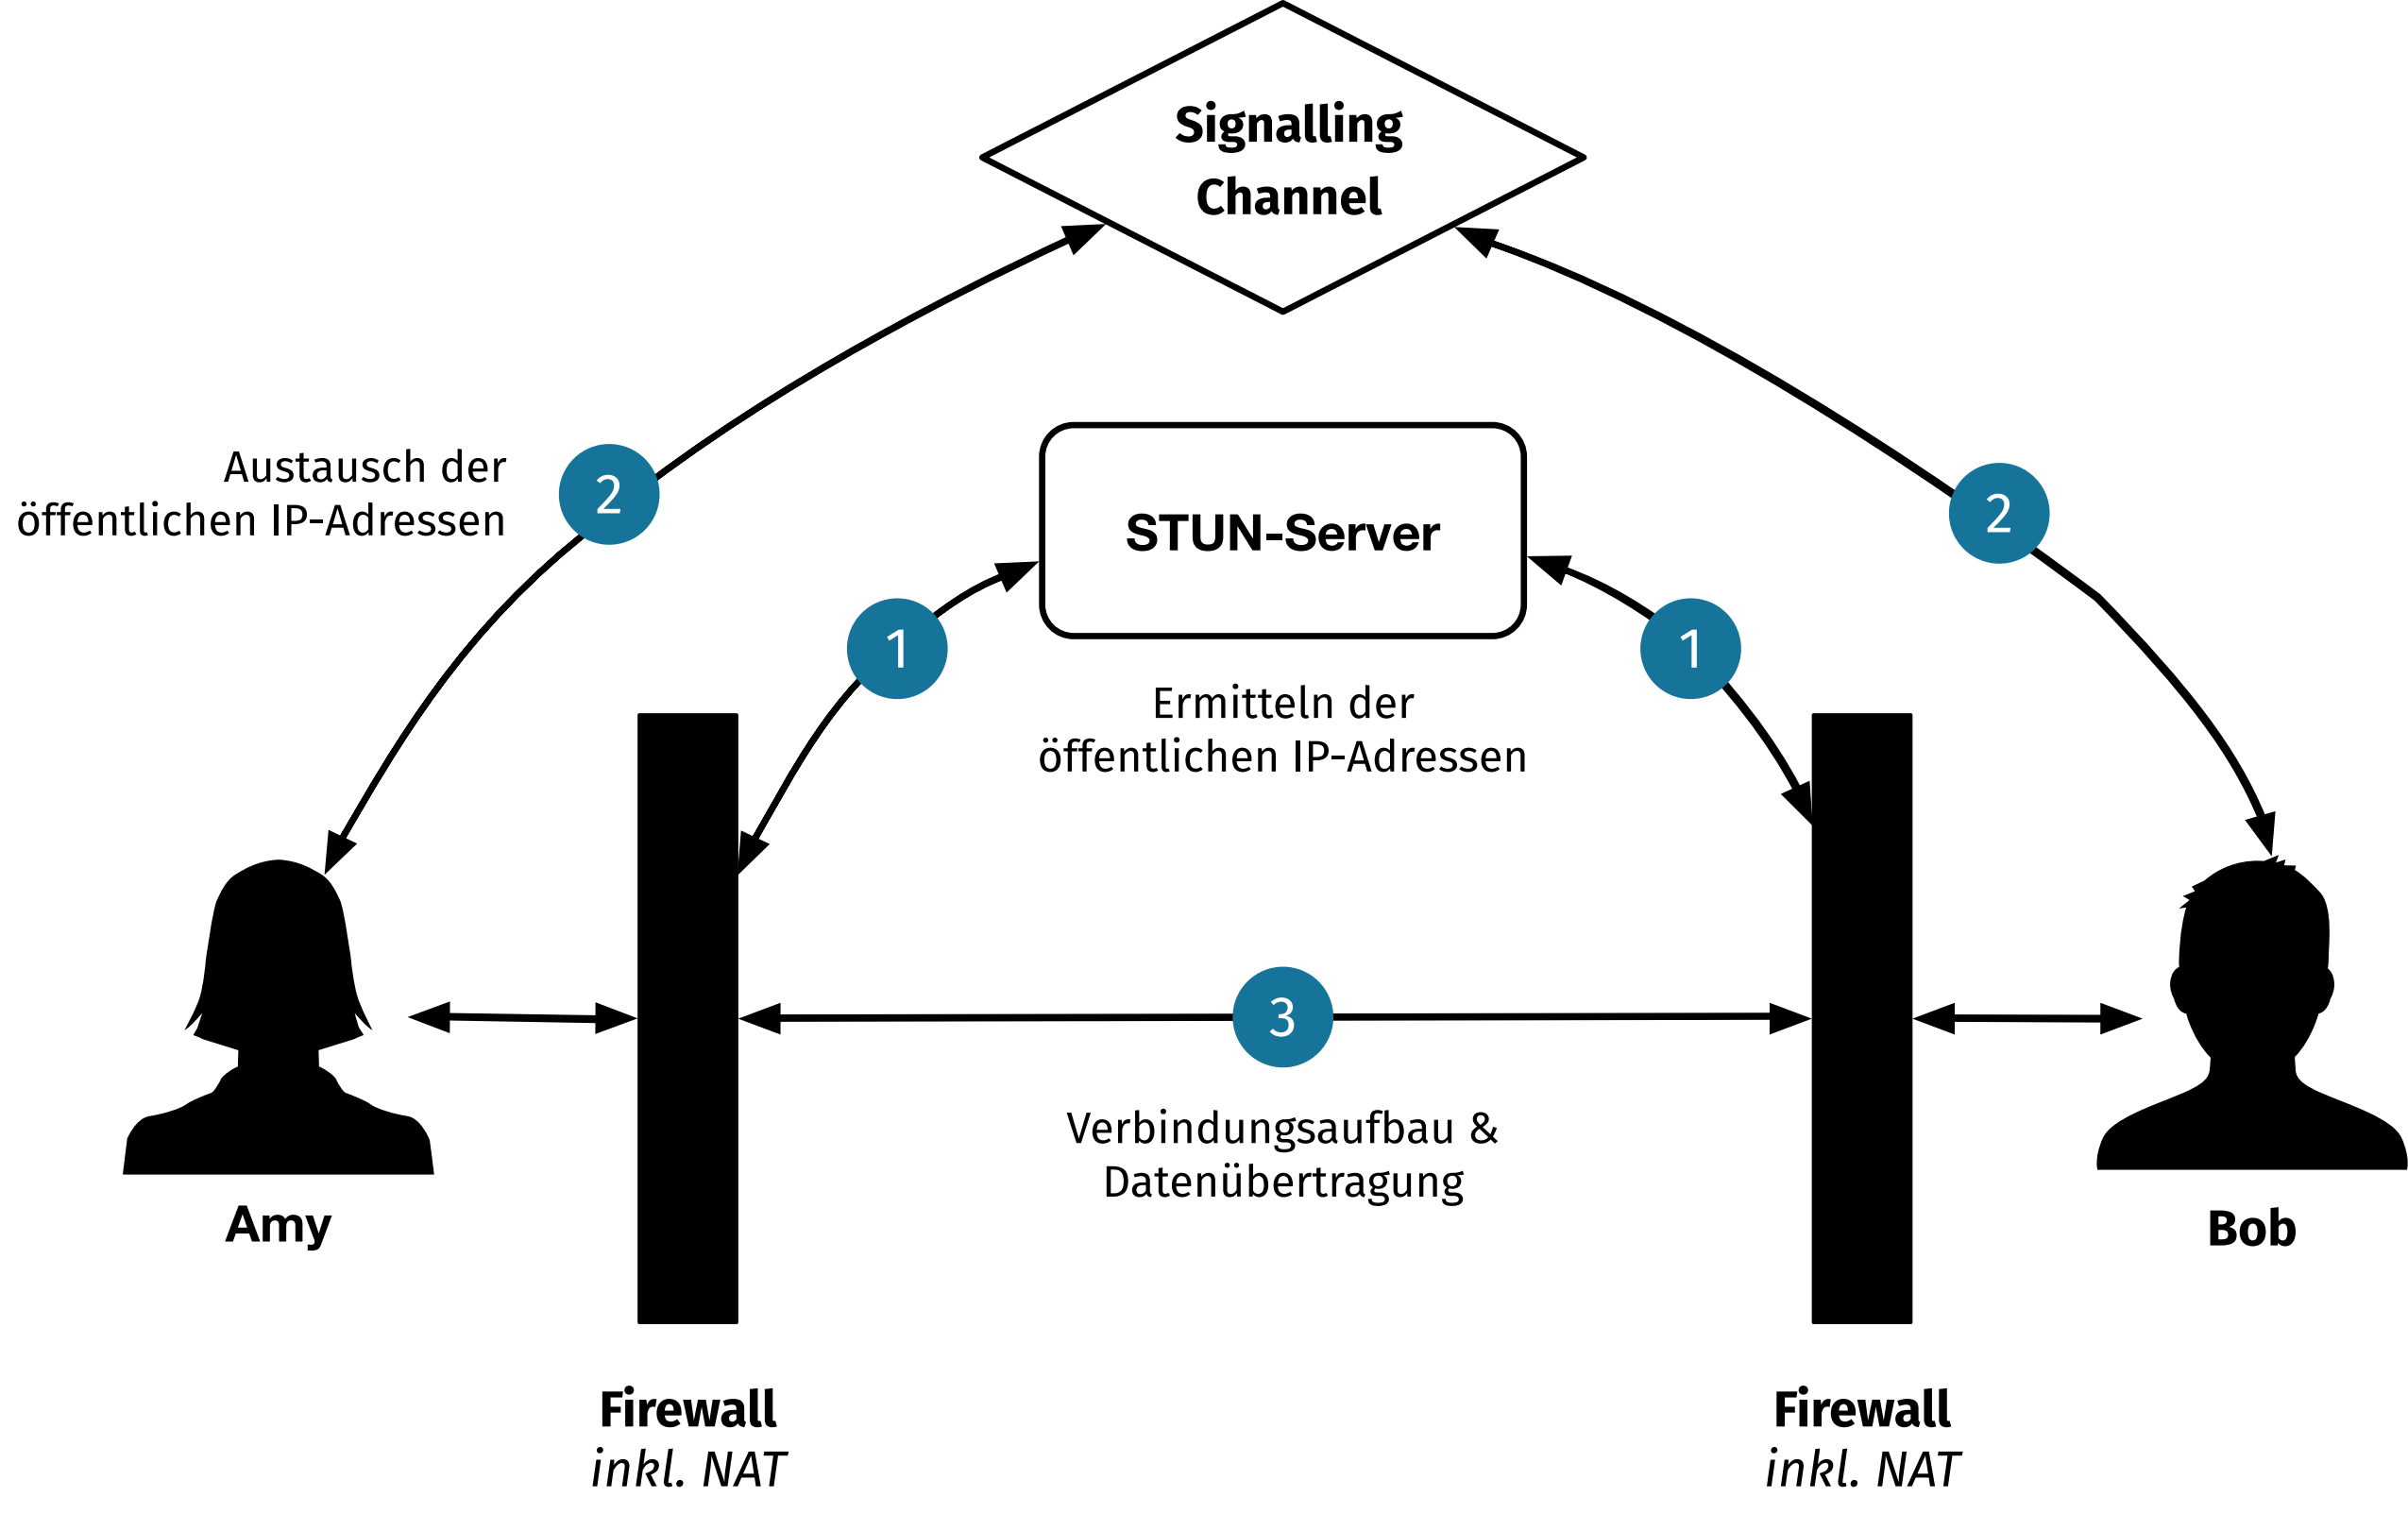 Signalling
Channel
Austausch der
öffentlichen IP-Adressen
2
2
STUN-Server
1
1
Ermitteln der
öffentlichen IP-Adressen
3
Verbindungsaufbau &
Datenübertragung
Amy
Bob
Firewall
inkl. NAT
Firewall
inkl. NAT